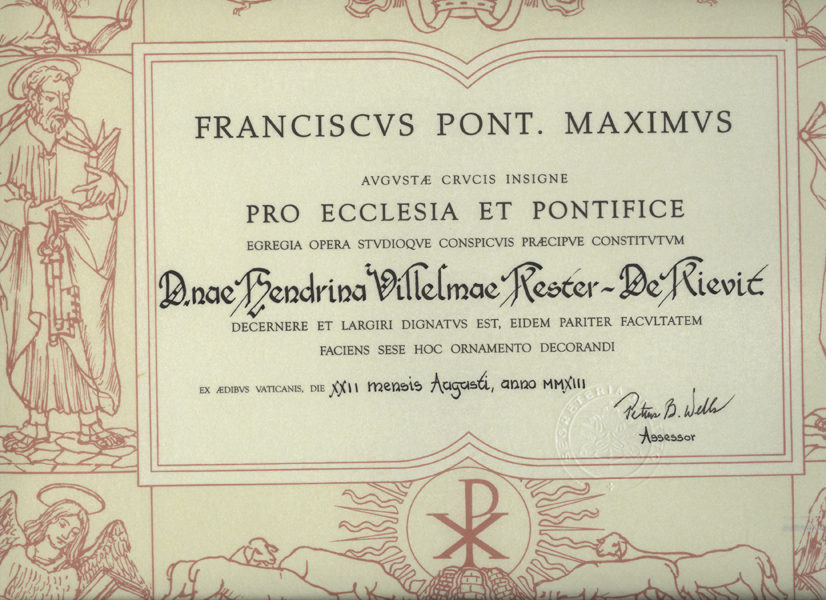 FRANCISCVS PONT. MAXIMVS
AVGVSTÆ CRVCIS INSIGNE
PRO ECCLESIA ET PONTIFICE
EGREGIA OPERA STVDIOQVE CONSPICVIS PRÆCIPVE CONSTITVTVM
D.nae Hendrina Villelmae Kester-De Kievit
DECERNERE ET LARGIRI DIGNATVS EST, EIDEM PARITER FACVLTATEM
FACIENS SESE HOC ORNAMENTO DECORANDI
EX ÆDIBVS VATICANIS, DIE XXII mensis Augusti, anno MMXIII
Petrus B. Wells
Assessor